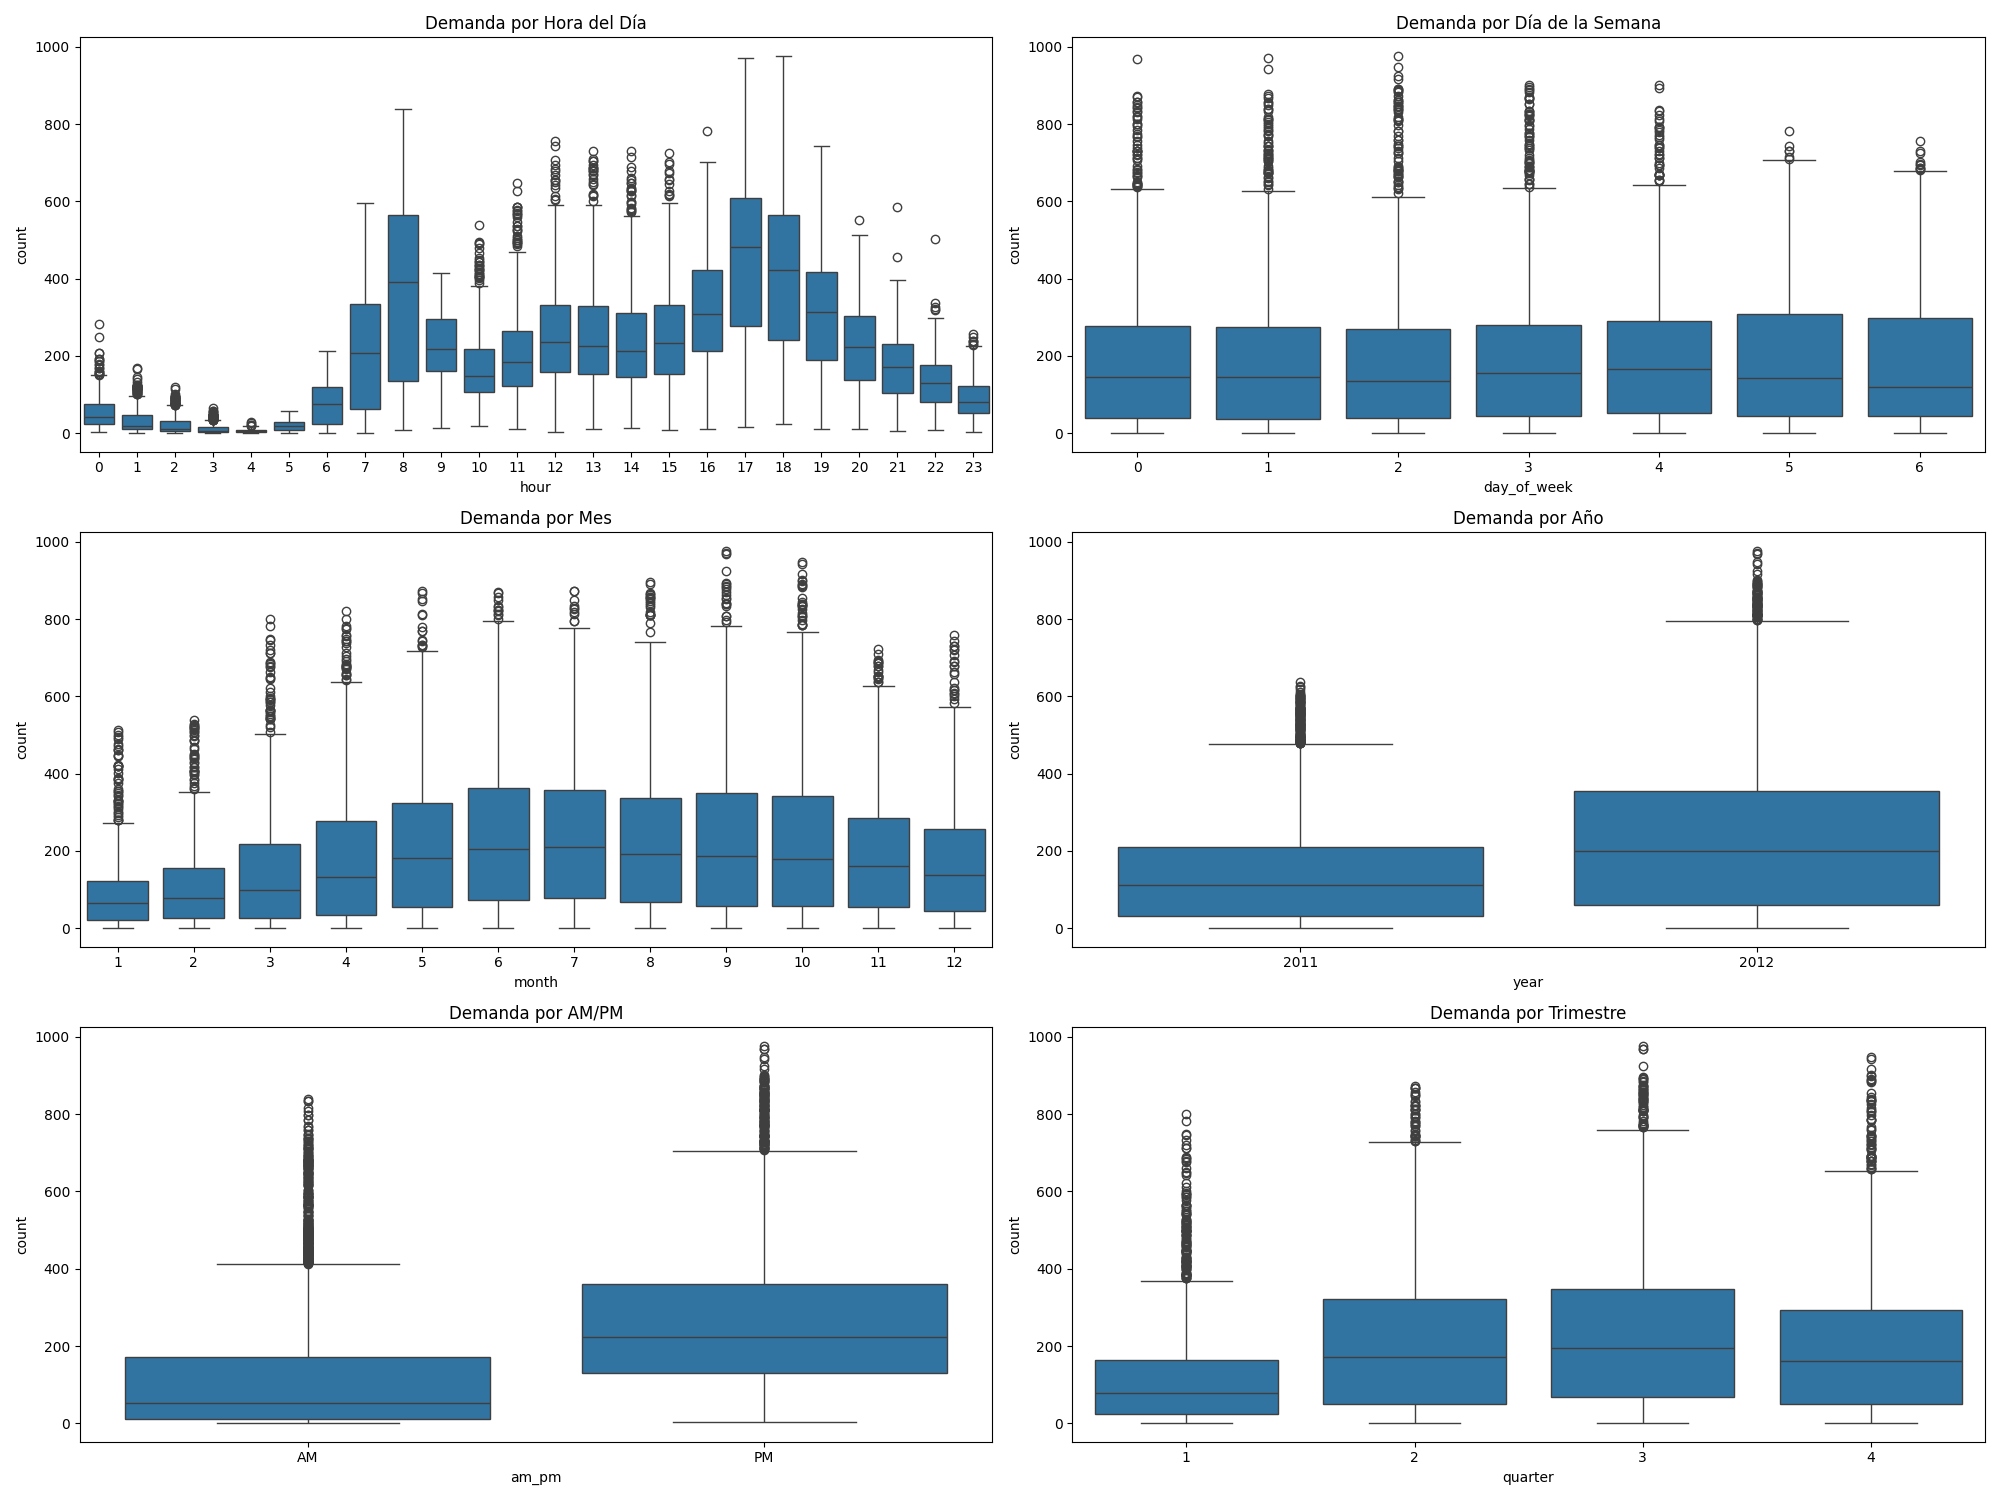 Demanda por Hora del Día
1000
800
600
400
200
0
count
0 1 2 3 4 5 6 7 8 9 10 11 12 13 14 15 16 17 18 19 20 21 22 23
hour
Demanda por Día de la Semana
1000
800
600
400
200
0
count
0 1 2 3 4 5 6
day_of_week
Demanda por Mes
1000
800
600
400
200
0
count
1 2 3 4 5 6 7 8 9 10 11 12
month
Demanda por Año
1000
800
600
400
200
0
count
2011 2012
year
Demanda por AM/PM
1000
800
600
400
200
0
count
AM PM
am_pm
Demanda por Trimestre
1000
800
600
400
200
0
count
1 2 3 4
quarter